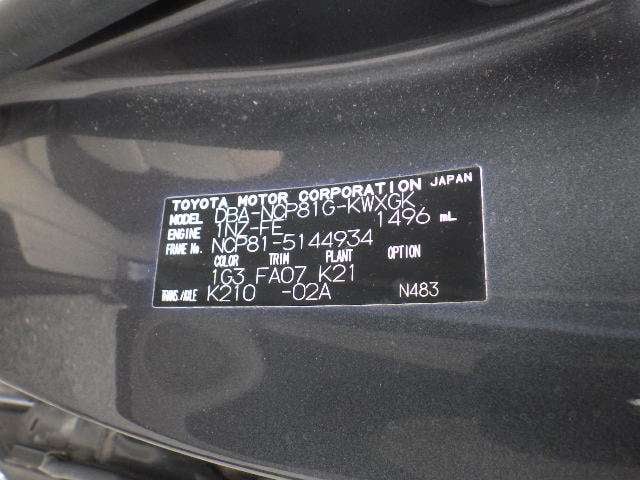 TOYOTA MOTOR CORPORATION JAPAN
MODEL DBA-NCP81G-KWXGK
ENGINE 1NZ-FE 1496 mL
FRAME No. NCP81-5144934
COLOR TRIM PLANT OPTION
1G3 FA07 K21
TRANS./AXLE K210 -02A N483